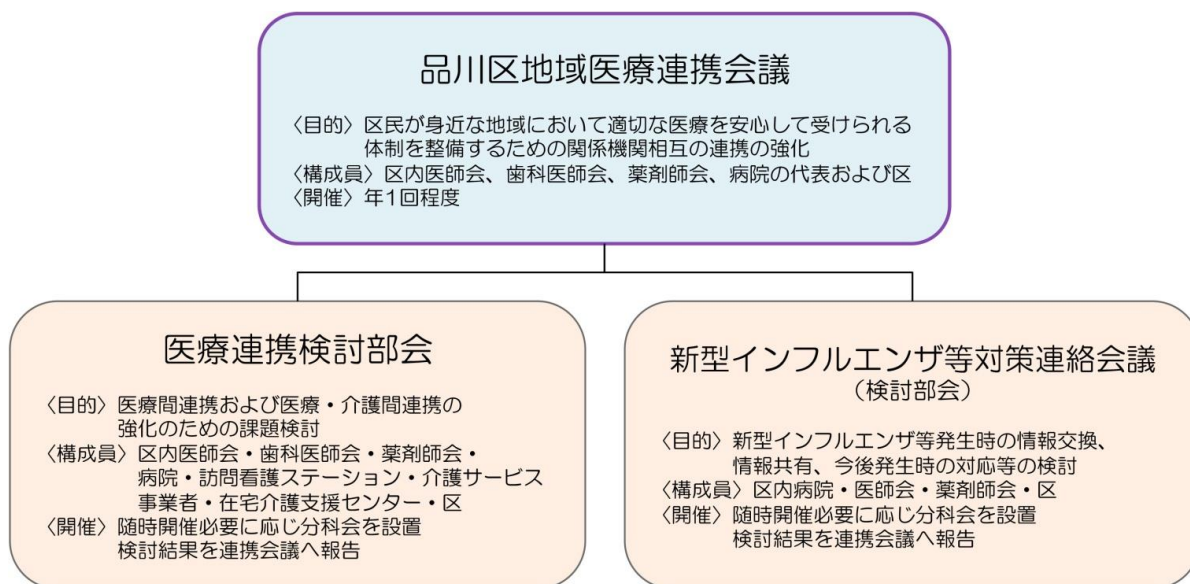 品川区地域医療連携会議
〈目的〉区民が身近な地域において適切な医療を安心して受けられる
体制を整備するための関係機関相互の連携の強化
〈構成員〉区内医師会、歯科医師会、薬剤師会、病院の代表および区
〈開催〉年1回程度
医療連携検討部会
〈目的〉医療間連携および医療・介護間連携の
強化のための課題検討
〈構成員〉区内医師会・歯科医師会・薬剤師会・
病院・訪問看護ステーション・介護サービス
事業者・在宅介護支援センター・区
〈開催〉随時開催必要に応じ分科会を設置
検討結果を連携会議へ報告
新型インフルエンザ等対策連絡会議
（検討部会）
〈目的〉新型インフルエンザ等発生時の情報交換、
情報共有、今後発生時の対応等の検討
〈構成員〉区内病院・医師会・薬剤師会・区
〈開催〉随時開催必要に応じ分科会を設置
検討結果を連携会議へ報告